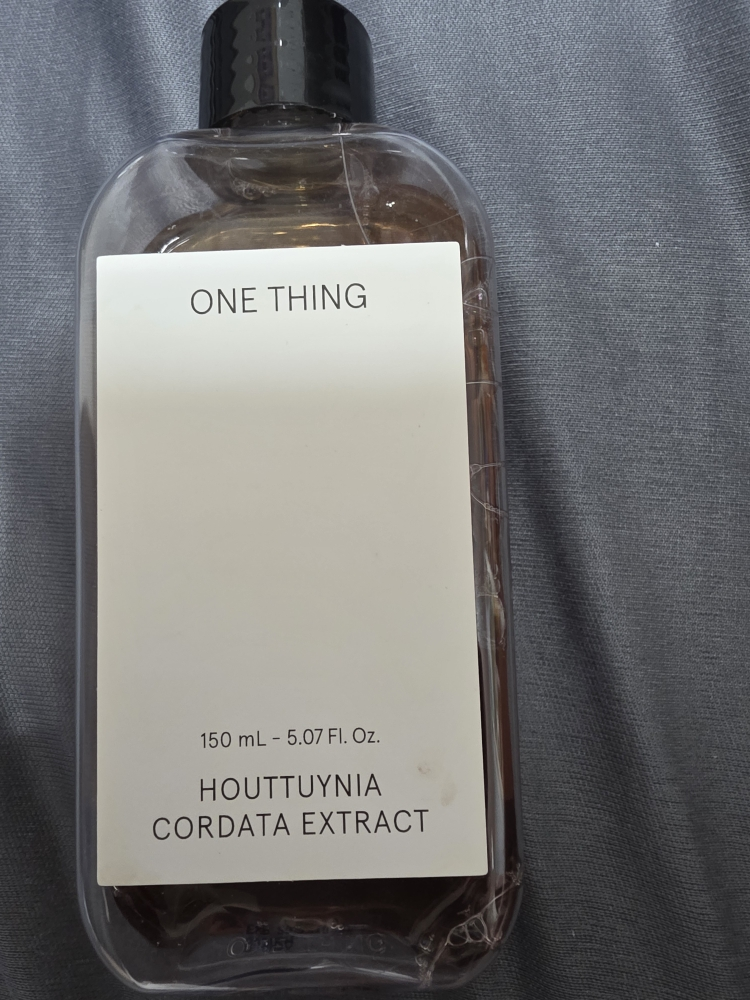 ONE THING
150 mL - 5.07 Fl. Oz.
HOUTTUYNIA
CORDATA EXTRACT